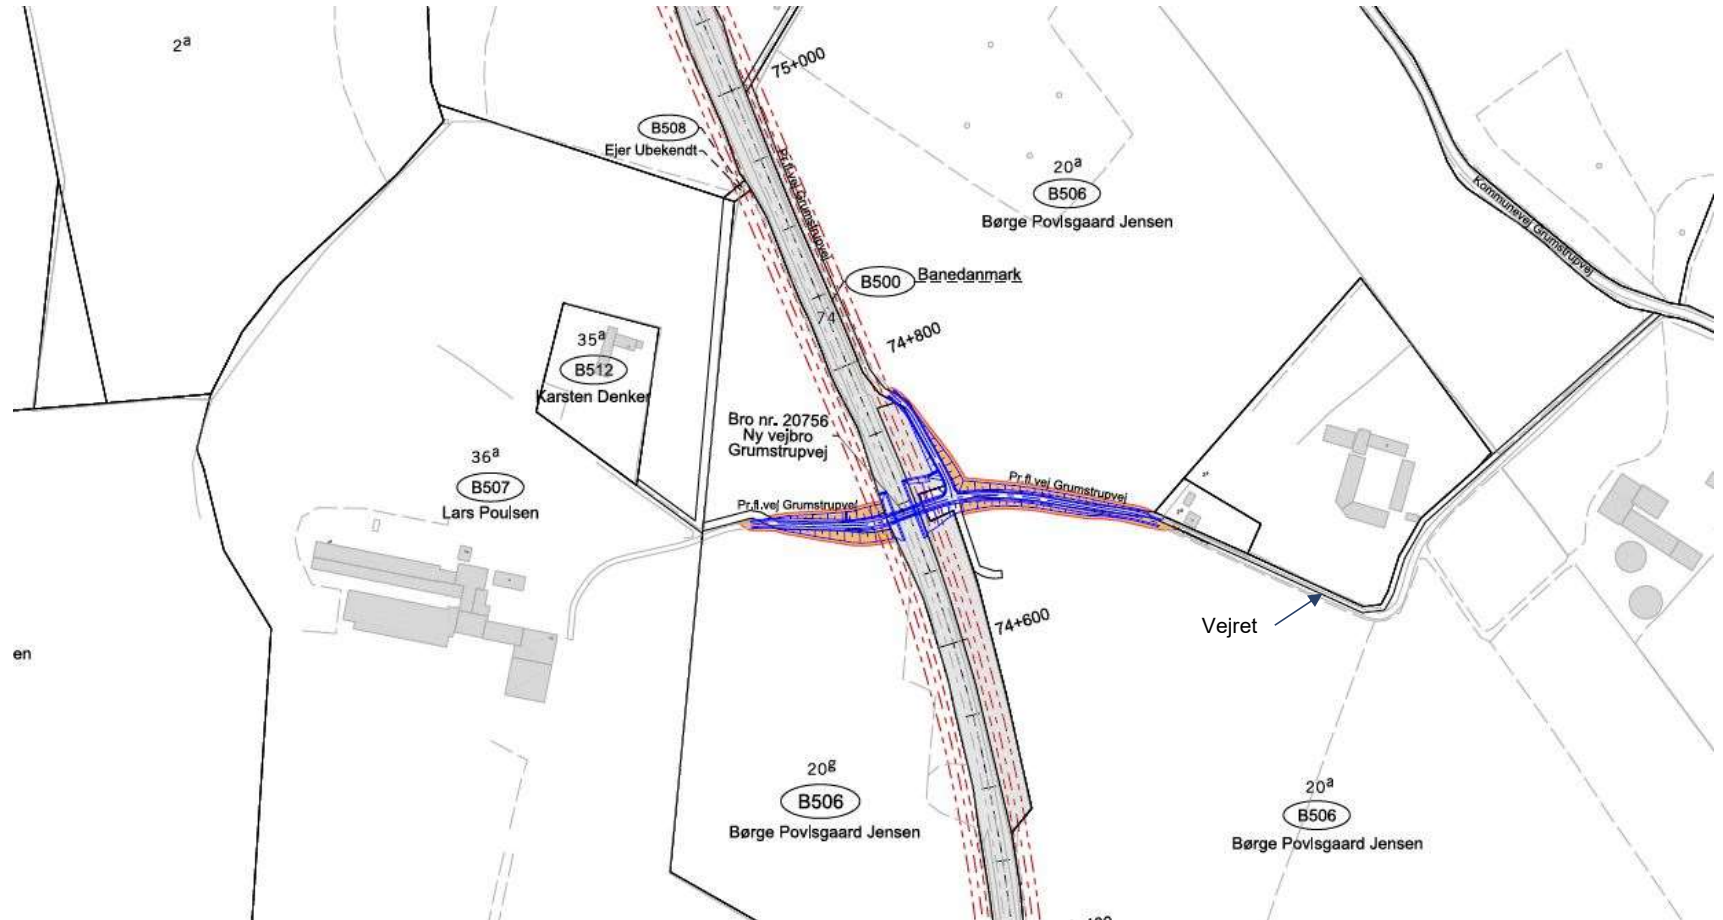 2a
75+000
B508
Ejer Ubekendt
Pr.fl.vej Grumstrupvej
20a
B506
Børge Povlsgaard Jensen
Kommunevej Grumstrupvej
B500
Banedanmark
74
74+800
35a
B512
Karsten Denker
Bro nr. 20756
Ny vejbro
Grumstrupvej
36a
B507
Lars Poulsen
Pr.fl.vej Grumstrupvej
Pr.fl.vej Grumstrupvej
74+600
Vejret
en
20g
B506
Børge Povlsgaard Jensen
20a
B506
Børge Povlsgaard Jensen